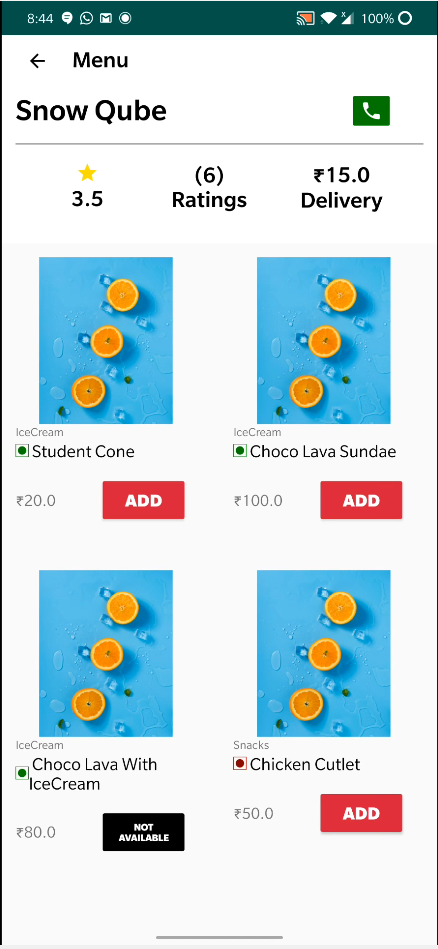 8:44
100%
Menu
Snow Qube
3.5
(6)
Ratings
₹15.0
Delivery
IceCream
Student Cone
₹20.0
ADD
IceCream
Choco Lava Sundae
₹100.0
ADD
IceCream
Choco Lava With
IceCream
₹80.0
NOT
AVAILABLE
Snacks
Chicken Cutlet
₹50.0
ADD